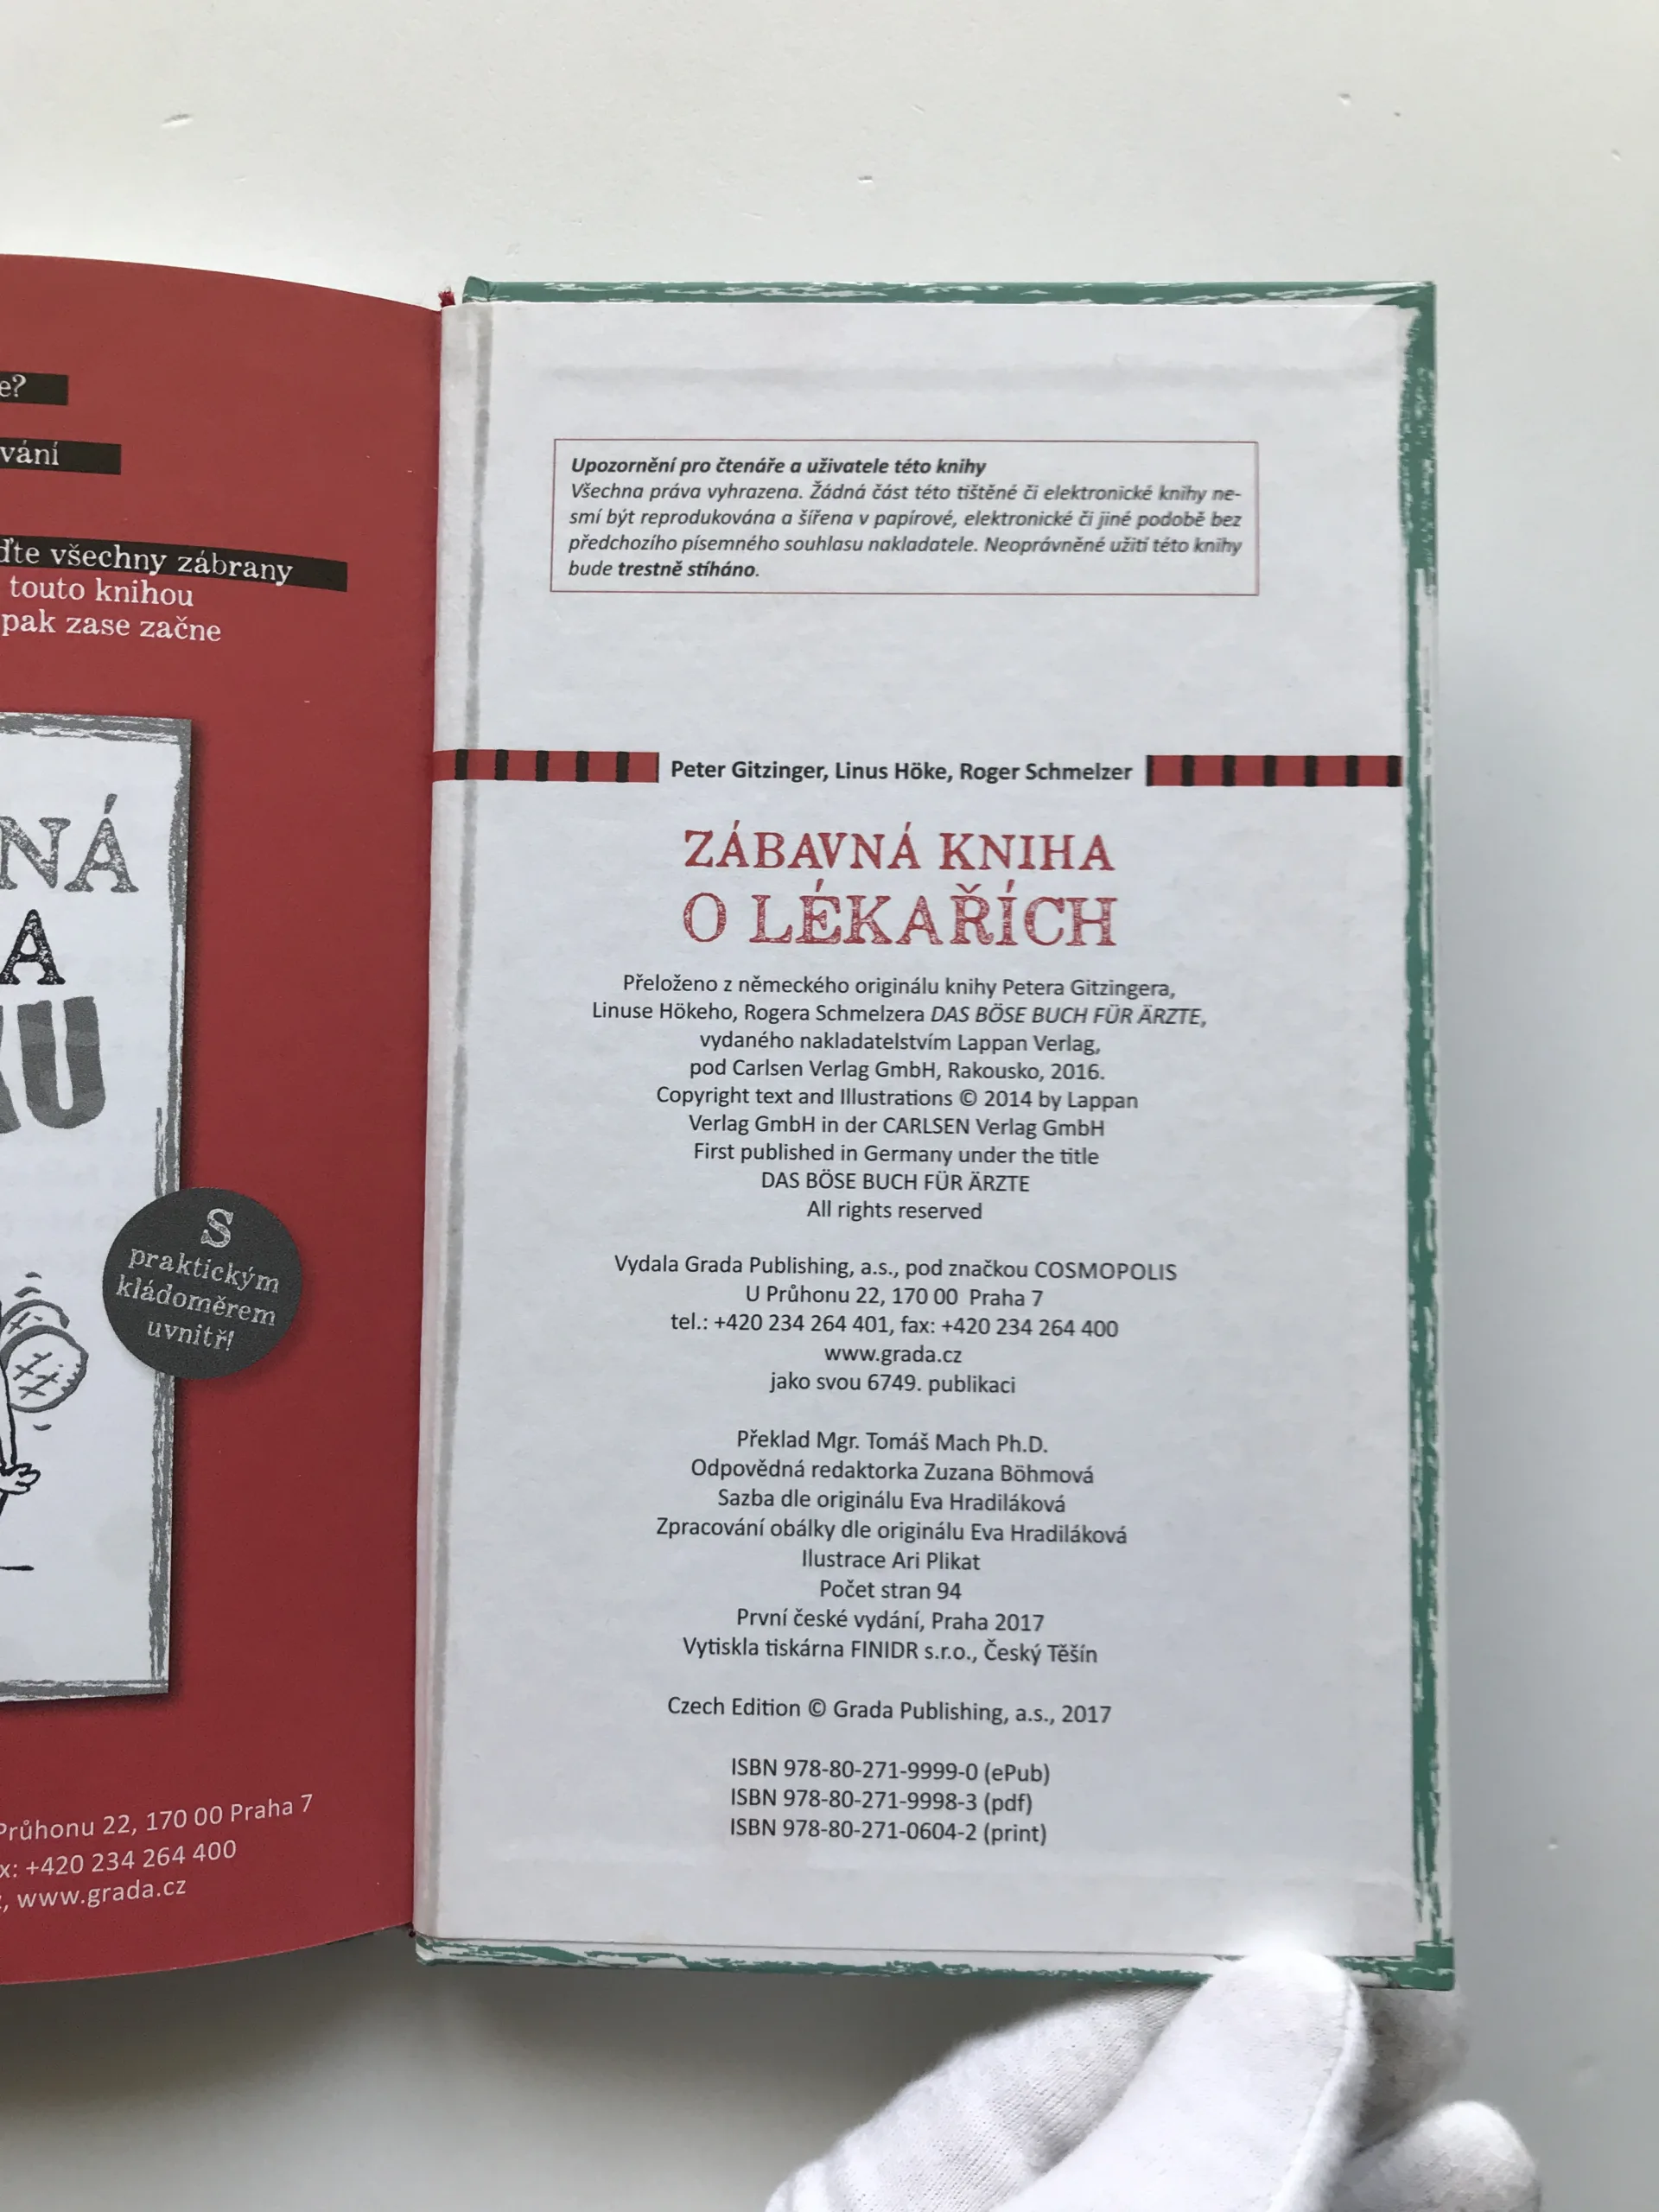 e?
vání
ďte všechny zábrany
touto knihou
pak zase začne
NÁ
A
KU
S
praktickým
kládoměrem
uvnitř!
Průhonu 22, 170 00 Praha 7
x: +420 234 264 400
, www.grada.cz
Upozornění pro čtenáře a uživatele této knihy
Všechna práva vyhrazena. Žádná část této tištěné či elektronické knihy ne-
smí být reprodukována a šířena v papírové, elektronické či jiné podobě bez
předchozího písemného souhlasu nakladatele. Neoprávněné užití této knihy
bude trestně stíháno.
Peter Gitzinger, Linus Höke, Roger Schmelzer
ZÁBAVNÁ KNIHA
O LÉKAŘÍCH
Přeloženo z německého originálu knihy Petera Gitzingera,
Linuse Hökeho, Rogera Schmelzera DAS BÖSE BUCH FÜR ÄRZTE,
vydaného nakladatelstvím Lappan Verlag,
pod Carlsen Verlag GmbH, Rakousko, 2016.
Copyright text and Illustrations © 2014 by Lappan
Verlag GmbH in der CARLSEN Verlag GmbH
First published in Germany under the title
DAS BÖSE BUCH FÜR ÄRZTE
All rights reserved
Vydala Grada Publishing, a.s., pod značkou COSMOPOLIS
U Průhonu 22, 170 00 Praha 7
tel.: +420 234 264 401, fax: +420 234 264 400
www.grada.cz
jako svou 6749. publikaci
Překlad Mgr. Tomáš Mach Ph.D.
Odpovědná redaktorka Zuzana Böhmová
Sazba dle originálu Eva Hradiláková
Zpracování obálky dle originálu Eva Hradiláková
Ilustrace Ari Plikat
Počet stran 94
První české vydání, Praha 2017
Vytiskla tiskárna FINIDR s.r.o., Český Těšín
Czech Edition © Grada Publishing, a.s., 2017
ISBN 978-80-271-9999-0 (ePub)
ISBN 978-80-271-9998-3 (pdf)
ISBN 978-80-271-0604-2 (print)